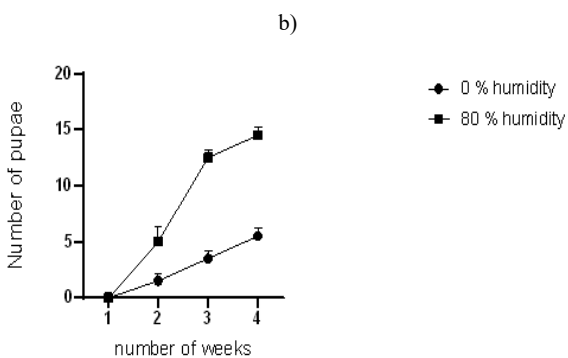 b)
20
15
10
5
0
Number of pupae
1 2 3 4
number of weeks
0 % humidity
80 % humidity